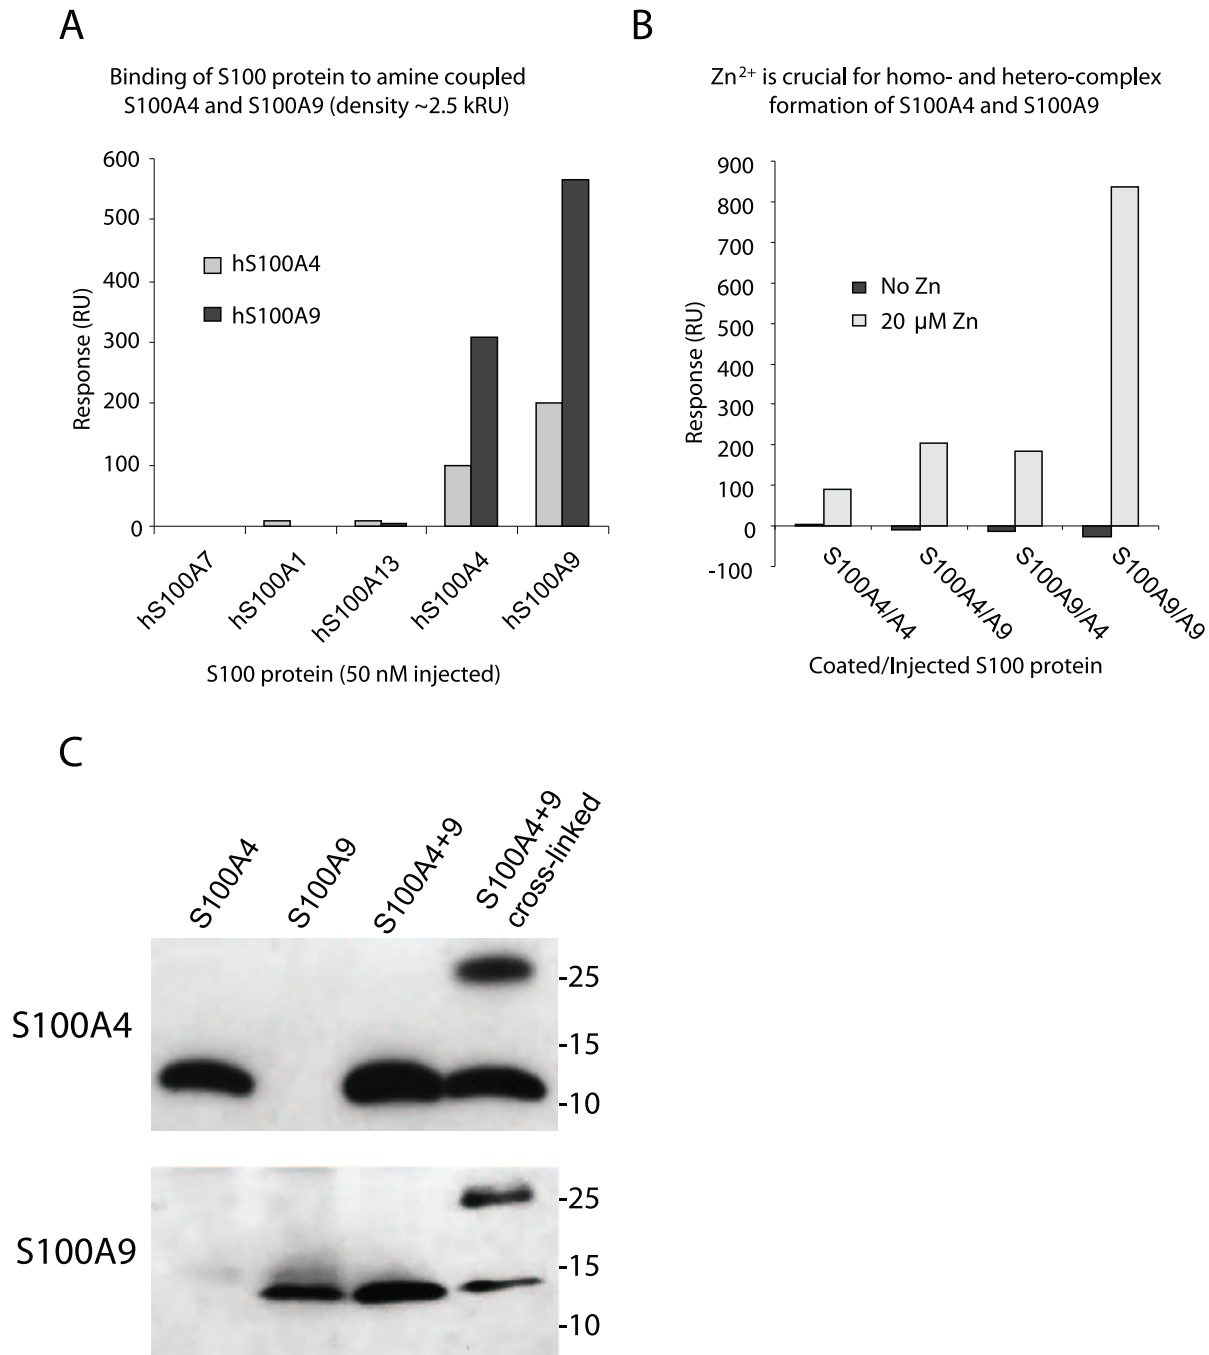 A
Binding of S100 protein to amine coupled
S100A4 and S100A9 (density ~2.5 kRU)
600
500
400
300
200
100
0
Response (RU)
hS100A4
hS100A9
hS100A7
hS100A1
hS100A13
hS100A4
hS100A9
S100 protein (50 nM injected)
B
Zn²⁺ is crucial for homo- and hetero-complex
formation of S100A4 and S100A9
900
800
700
600
500
400
300
200
100
0
-100
Response (RU)
No Zn
20 µM Zn
S100A4/A4
S100A4/A9
S100A9/A4
S100A9/A9
Coated/Injected S100 protein
C
S100A4
S100A9
S100A4+9
S100A4+9
cross-linked
S100A4
-25
-15
-10
S100A9
-25
-15
-10